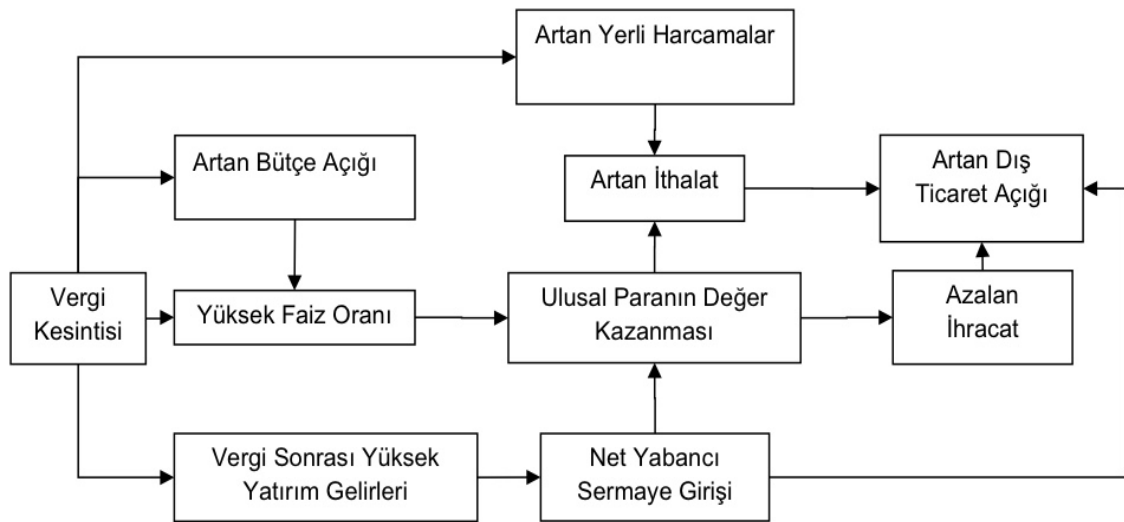 Artan Yerli Harcamalar
Artan Bütçe Açığı
Artan İthalat
Artan Dış
Ticaret Açığı
Vergi
Kesintisi
Yüksek Faiz Oranı
Ulusal Paranın Değer
Kazanması
Azalan
İhracat
Vergi Sonrası Yüksek
Yatırım Gelirleri
Net Yabancı
Sermaye Girişi